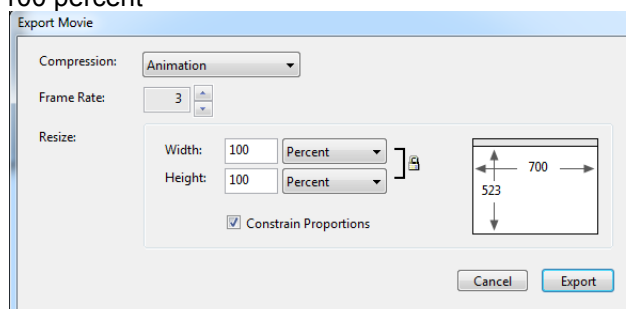 100 percent
Export Movie
Compression: Animation
Frame Rate: 3
Resize:
Width: 100 Percent
Height: 100 Percent
700
523
Constrain Proportions
Cancel Export